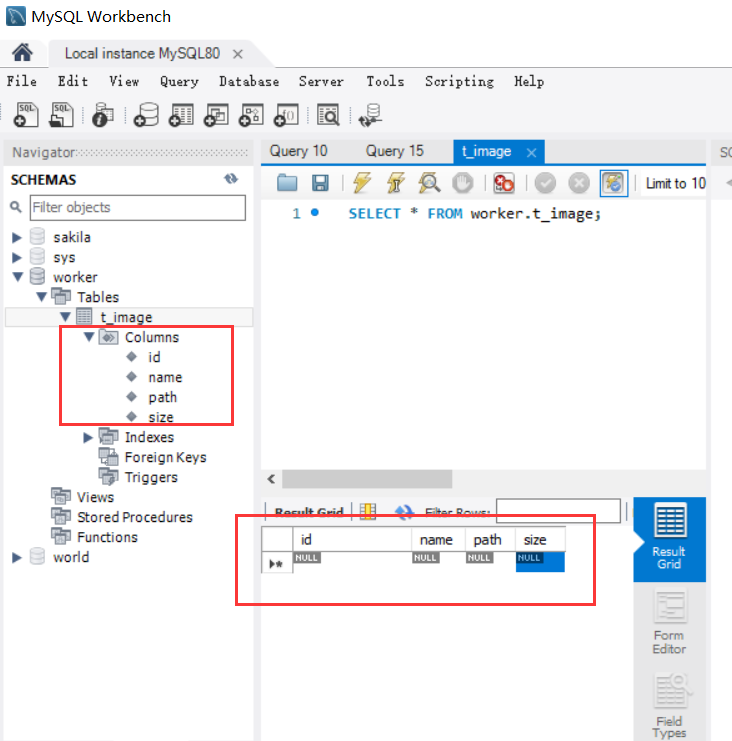 MySQL Workbench
Local instance MySQL80
File Edit View Query Database Server Tools Scripting Help
Navigator
SCHEMAS
Filter objects
sakila
sys
worker
Tables
t_image
Columns
id
name
path
size
Indexes
Foreign Keys
Triggers
Views
Stored Procedures
Functions
world
Query 10 Query 15 t_image
Limit to 10
1 SELECT * FROM worker.t_image;
Result Grid Filter Rows:
id name path size
NULL NULL NULL NULL
Result
Grid
Form
Editor
Field
Types
SC